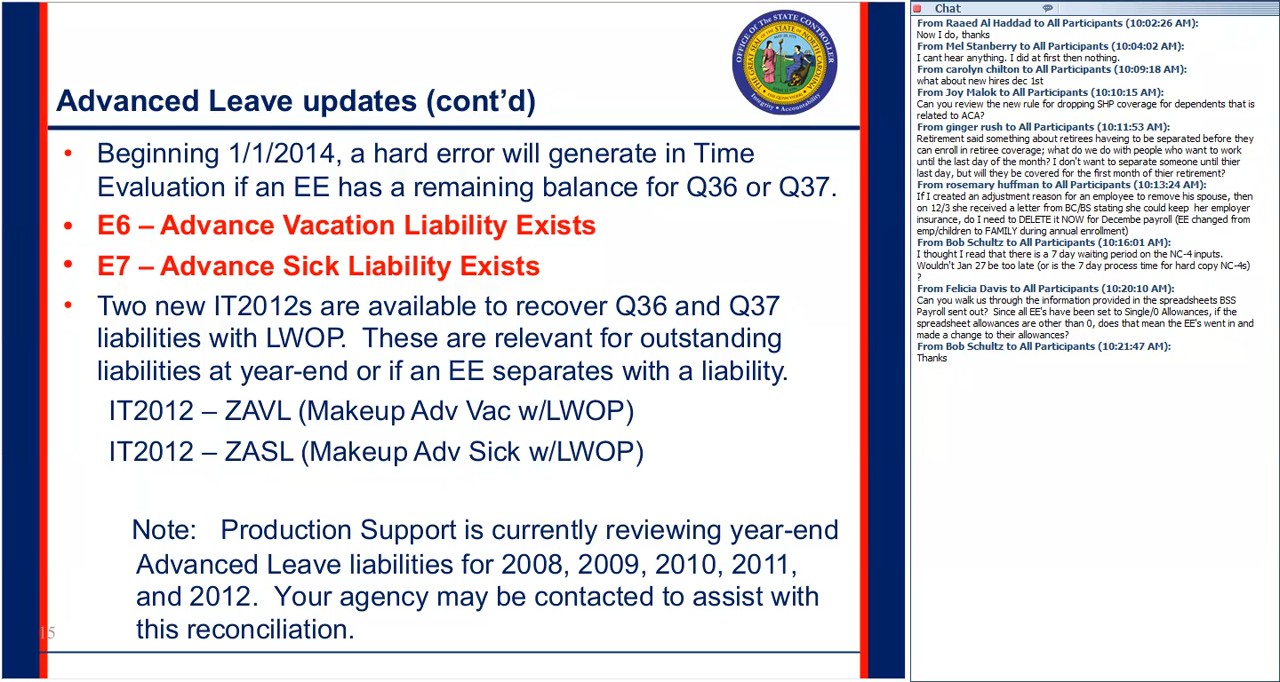 OFFICE OF THE STATE CONTROLLER
THE GREAT SEAL OF THE STATE OF NORTH CAROLINA
Integrity • Accountability
Advanced Leave updates (cont’d)
• Beginning 1/1/2014, a hard error will generate in Time
Evaluation if an EE has a remaining balance for Q36 or Q37.
• E6 – Advance Vacation Liability Exists
• E7 – Advance Sick Liability Exists
• Two new IT2012s are available to recover Q36 and Q37
liabilities with LWOP.  These are relevant for outstanding
liabilities at year-end or if an EE separates with a liability.
IT2012 – ZAVL (Makeup Adv Vac w/LWOP)
IT2012 – ZASL (Makeup Adv Sick w/LWOP)
Note:   Production Support is currently reviewing year-end
Advanced Leave liabilities for 2008, 2009, 2010, 2011,
and 2012.  Your agency may be contacted to assist with
this reconciliation.
15
Chat
From Raaed Al Haddad to All Participants (10:02:26 AM):
Now I do, thanks
From Mel Stanberry to All Participants (10:04:02 AM):
I cant hear anything. I did at first then nothing.
From carolyn chilton to All Participants (10:09:18 AM):
what about new hires dec 1st
From Joy Malok to All Participants (10:10:15 AM):
Can you review the new rule for dropping SHP coverage for dependents that is
related to ACA?
From ginger rush to All Participants (10:11:53 AM):
Retirement said something about retirees haveing to be separated before they
can enroll in retiree coverage; what do we do with people who want to work
until the last day of the month? I don't want to separate someone until thier
last day, but will they be covered for the first month of thier retirement?
From rosemary huffman to All Participants (10:13:24 AM):
If I created an adjustment reason for an employee to remove his spouse, then
on 12/3 she received a letter from BC/BS stating she could keep  her employer
insurance, do I need to DELETE it NOW for Decembe payroll (EE changed from
emp/children to FAMILY during annual enrollment)
From Bob Schultz to All Participants (10:16:01 AM):
I thought I read that there is a 7 day waiting period on the NC-4 inputs.
Wouldn't Jan 27 be too late (or is the 7 day process time for hard copy NC-4s)
?
From Felicia Davis to All Participants (10:20:10 AM):
Can you walk us through the information provided in the spreadsheets BSS
Payroll sent out?  Since all EE's have been set to Single/0 Allowances, if the
spreadsheet allowances are other than 0, does that mean the EE's went in and
made a change to their allowances?
From Bob Schultz to All Participants (10:21:47 AM):
Thanks